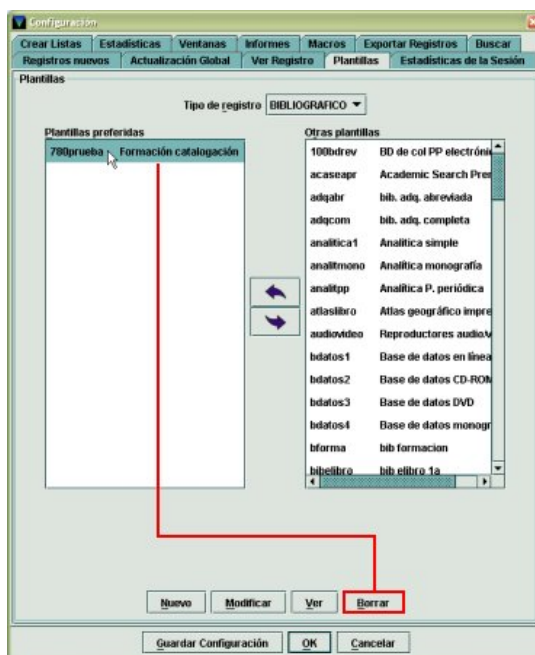 Configuración
Crear Listas Estadísticas Ventanas Informes Macros Exportar Registros Buscar
Registros nuevos Actualización Global Ver Registro Plantillas Estadísticas de la Sesión
Plantillas
Tipo de registro BIBLIOGRAFICO
Plantillas preferidas Otras plantillas
780prueba Formación catalogación
100bdrev BD de col PP electróni
acaseapr Academic Search Prer
adqabr bib. adq. abreviada
adqcom bib. adq. completa
analitica1 Analítica simple
analitmono Analítica monografía
analitpp Analítica P. periódica
atlaslibro Atlas geográfico impre
audiovideo Reproductores audio/v
bdatos1 Base de datos en línea
bdatos2 Base de datos CD-ROM
bdatos3 Base de datos DVD
bdatos4 Base de datos monogr
bforma bib formacion
bibelibro bib elibro 1a
Nuevo Modificar Ver Borrar
Guardar Configuración OK Cancelar